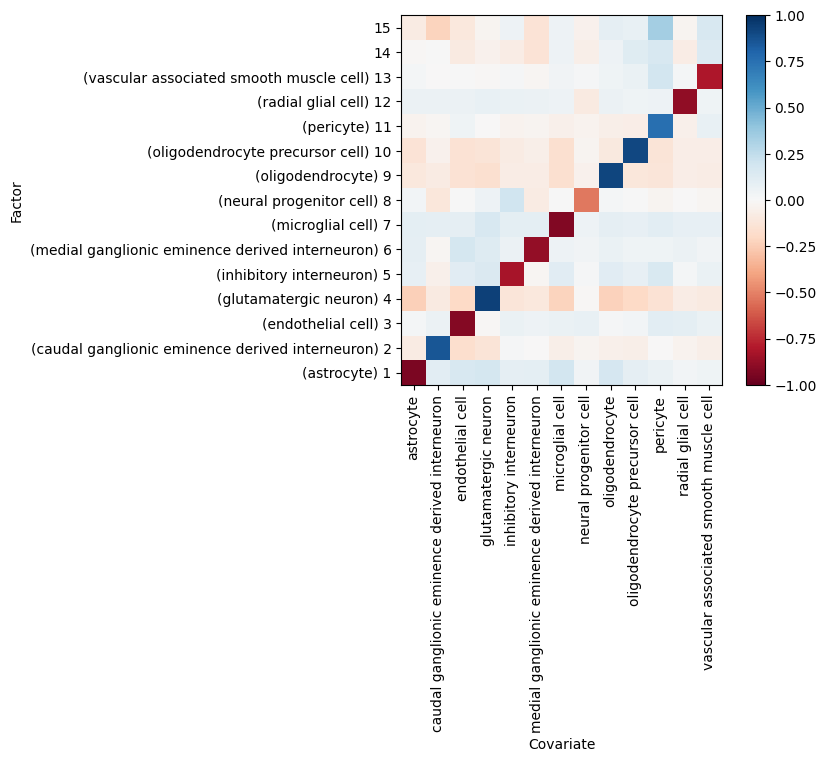 15
14
(vascular associated smooth muscle cell) 13
(radial glial cell) 12
(pericyte) 11
(oligodendrocyte precursor cell) 10
(oligodendrocyte) 9
(neural progenitor cell) 8
(microglial cell) 7
(medial ganglionic eminence derived interneuron) 6
(inhibitory interneuron) 5
(glutamatergic neuron) 4
(endothelial cell) 3
(caudal ganglionic eminence derived interneuron) 2
(astrocyte) 1
Factor
astrocyte
caudal ganglionic eminence derived interneuron
endothelial cell
glutamatergic neuron
inhibitory interneuron
medial ganglionic eminence derived interneuron
microglial cell
neural progenitor cell
oligodendrocyte
oligodendrocyte precursor cell
pericyte
radial glial cell
vascular associated smooth muscle cell
Covariate
1.00
0.75
0.50
0.25
0.00
−0.25
−0.50
−0.75
−1.00